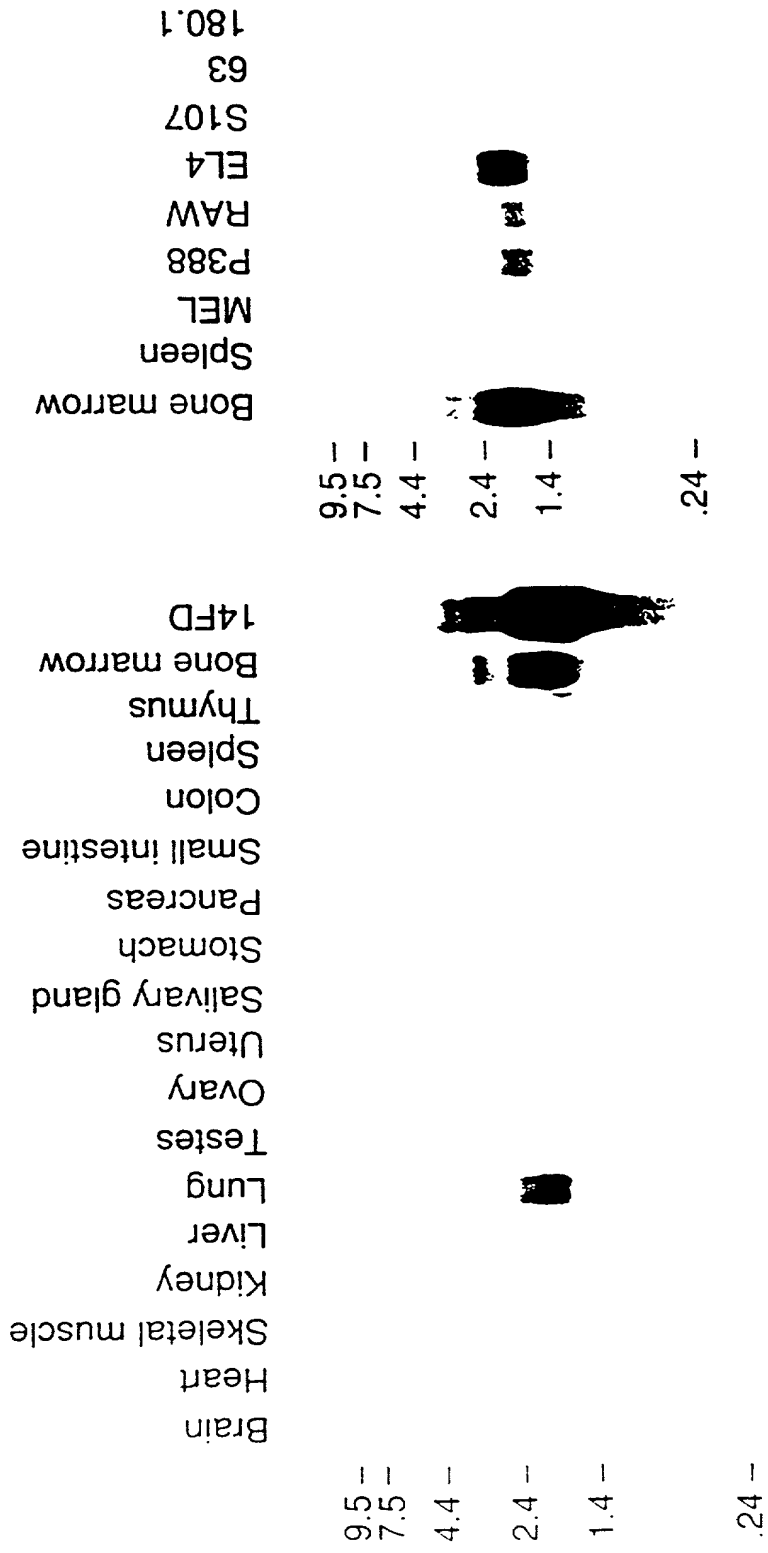 180.1
63
S107
EL4
RAW
P388
MEL
Spleen
Bone marrow
9.5 –
7.5 –
4.4 –
2.4 –
1.4 –
.24 –
14FD
Bone marrow
Thymus
Spleen
Colon
Small intestine
Pancreas
Stomach
Salivary gland
Uterus
Ovary
Testes
Lung
Liver
Kidney
Skeletal muscle
Heart
Brain
9.5 –
7.5 –
4.4 –
2.4 –
1.4 –
.24 –